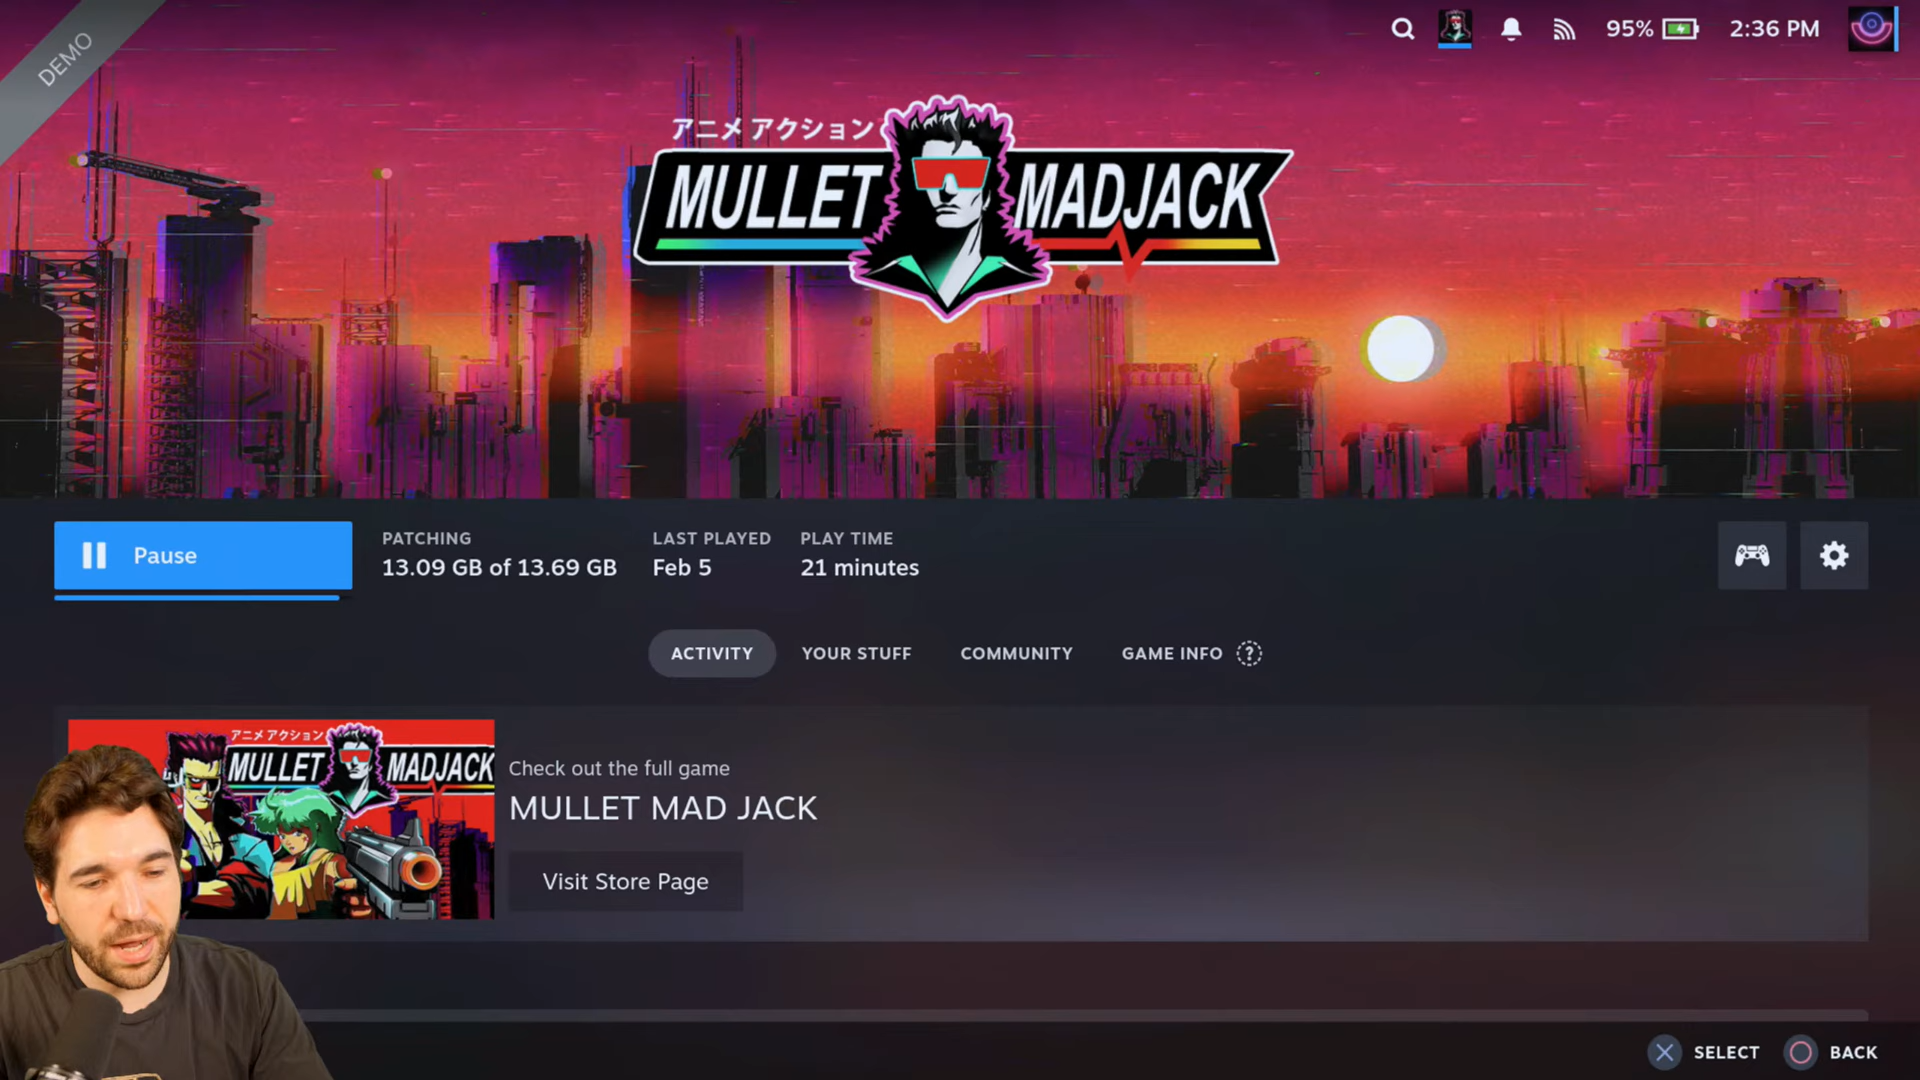 DEMO
95%
2:36 PM
アニメアクション
MULLET MADJACK
Pause
PATCHING
13.09 GB of 13.69 GB
LAST PLAYED
Feb 5
PLAY TIME
21 minutes
ACTIVITY
YOUR STUFF
COMMUNITY
GAME INFO
?
アニメアクション
MULLET MADJACK
Check out the full game
MULLET MAD JACK
Visit Store Page
SELECT
BACK